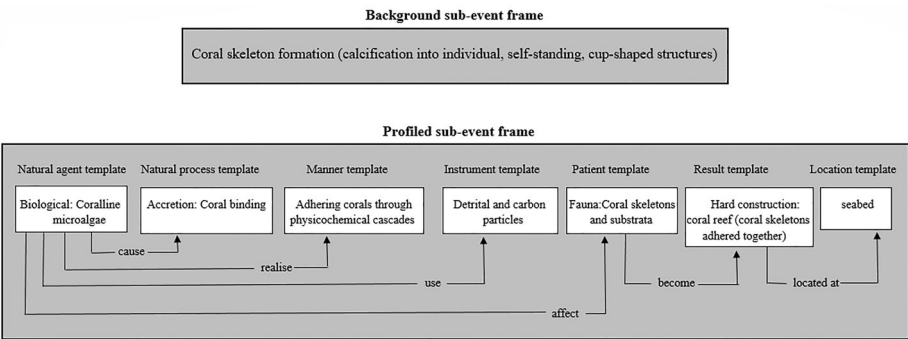 Background sub-event frame
Coral skeleton formation (calcification into individual, self-standing, cup-shaped structures)
Profiled sub-event frame
Natural agent template
Natural process template
Manner template
Instrument template
Patient template
Result template
Location template
Biological: Coralline
microalgae
Accretion: Coral binding
Adhering corals through
physicochemical cascades
Detrital and carbon
particles
Fauna:Coral skeletons
and substrata
Hard construction:
coral reef (coral skeletons
adhered together)
seabed
cause
realise
use
affect
become
located at